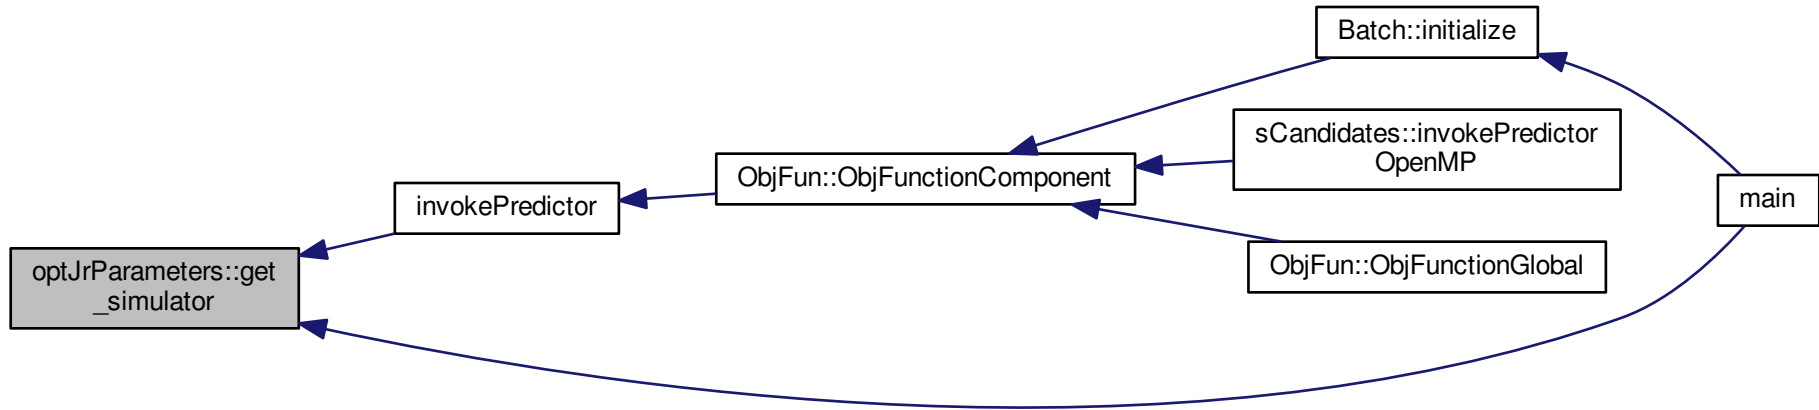 Batch::initialize
sCandidates::invokePredictor
OpenMP
ObjFun::ObjFunctionComponent
main
invokePredictor
ObjFun::ObjFunctionGlobal
optJrParameters::get
_simulator